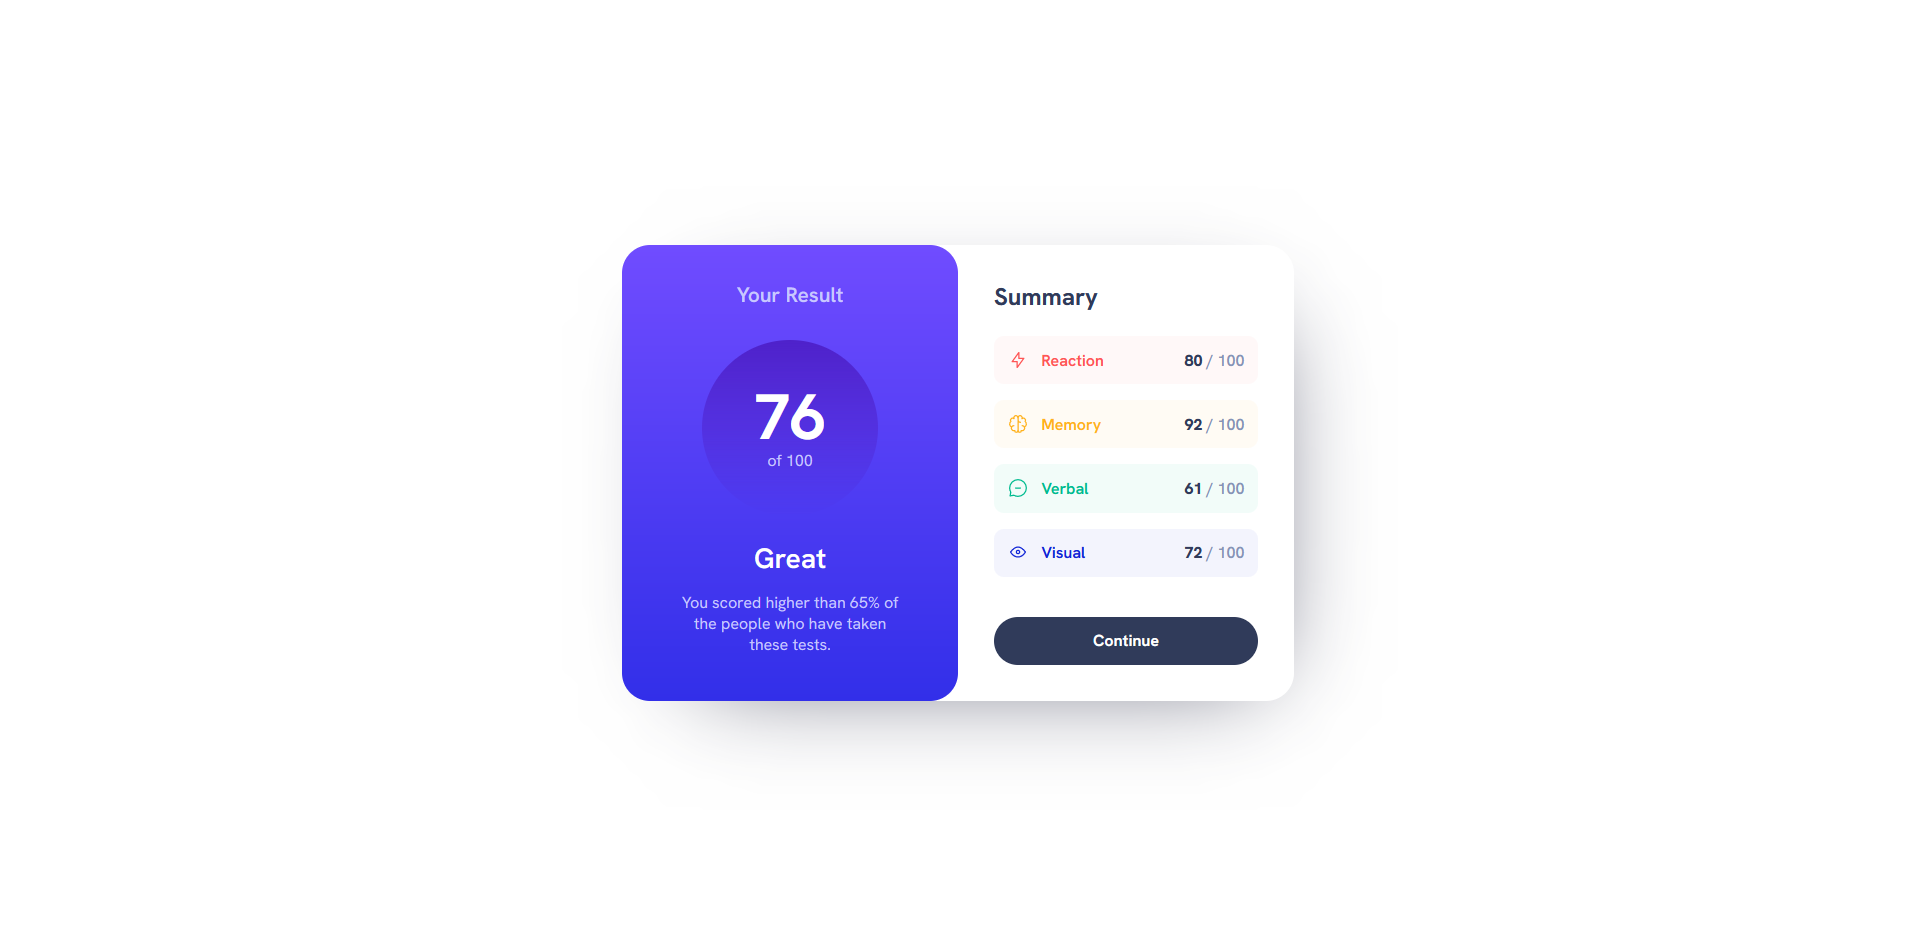 Your Result
76
of 100
Great
You scored higher than 65% of
the people who have taken
these tests.
Summary
Reaction 80 / 100
Memory 92 / 100
Verbal 61 / 100
Visual 72 / 100
Continue